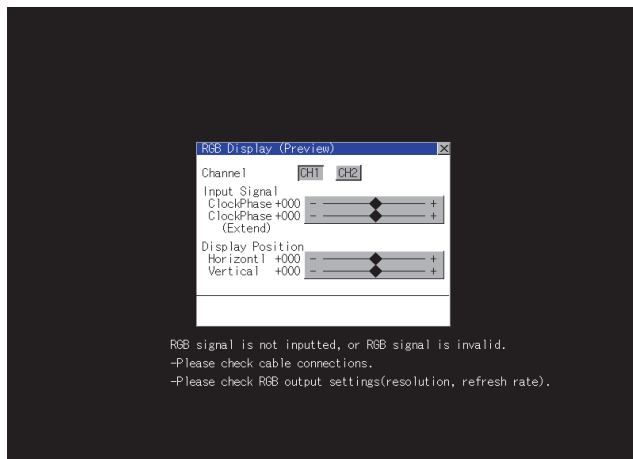 RGB Display (Preview)
Channel CH1 CH2
Input Signal
ClockPhase +000 - +
ClockPhase +000 - +
(Extend)
Display Position
Horizontl +000 - +
Vertical +000 - +
RGB signal is not inputted, or RGB signal is invalid.
-Please check cable connections.
-Please check RGB output settings(resolution, refresh rate).